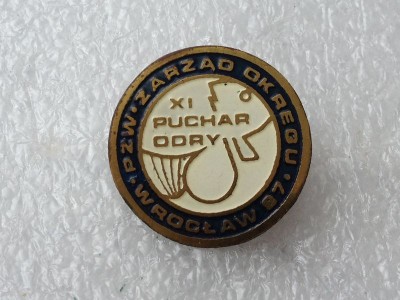 PZW • ZARZĄD OKRĘGU • WROCŁAW 87 •
XI
PUCHAR
ODRY